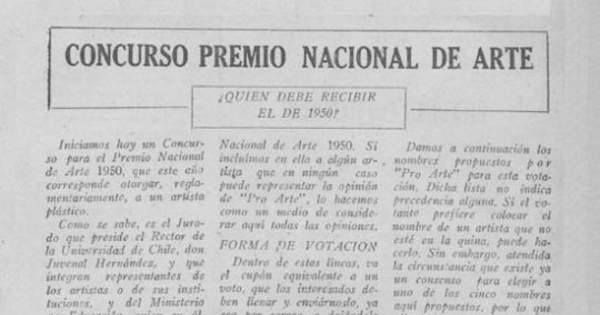 CONCURSO PREMIO NACIONAL DE ARTE
¿QUIEN DEBE RECIBIR
EL DE 1950?
Iniciamos hoy un Concur-
so para el Premio Nacional
de Arte 1950, que este año
corresponde otorgar, regla-
mentariamente, a un artista
plástico.
Como se sabe, es el Jura-
do que preside el Rector de
la Universidad de Chile, don
Juvenal Hernández, y que
integran representantes de
los artistas o de sus insti-
tuciones, y del Ministerio
Nacional de Arte 1950. Si
incluimos en ella a algún ar-
tista que en ningún caso
puede representar la opinión
de "Pro Arte", lo hacemos
como un medio de conside-
rar aquí todas las opiniones.
FORMA DE VOTACION
Dentro de estas líneas, va
el cupón equivalente a un
voto, que los interesados de-
ben llenar y enviárnoslo, ya
Damos a continuación los
nombres propuestos por
"Pro Arte" para esta vota-
ción. Dicha lista no indica
precedencia alguna. Si el vo-
tante prefiere colocar el
nombre de un artista que no
esté en la quina, puede ha-
cerlo. Sin embargo, atendida
la circunstancia que existe ya
un consenso para elegir a
uno de los cinco nombres
aquí propuestos, hemos que-